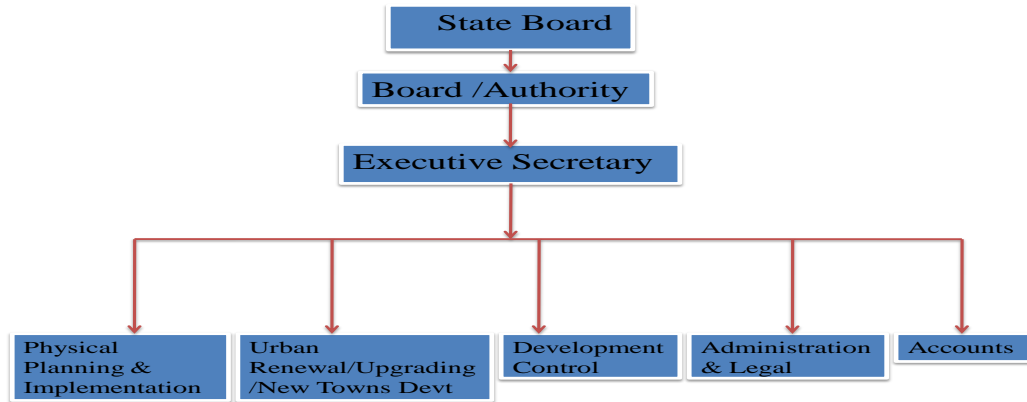 State Board
Board /Authority
Executive Secretary
Physical
Planning &
Implementation
Urban
Renewal/Upgrading
/New Towns Devt
Development
Control
Administration
& Legal
Accounts